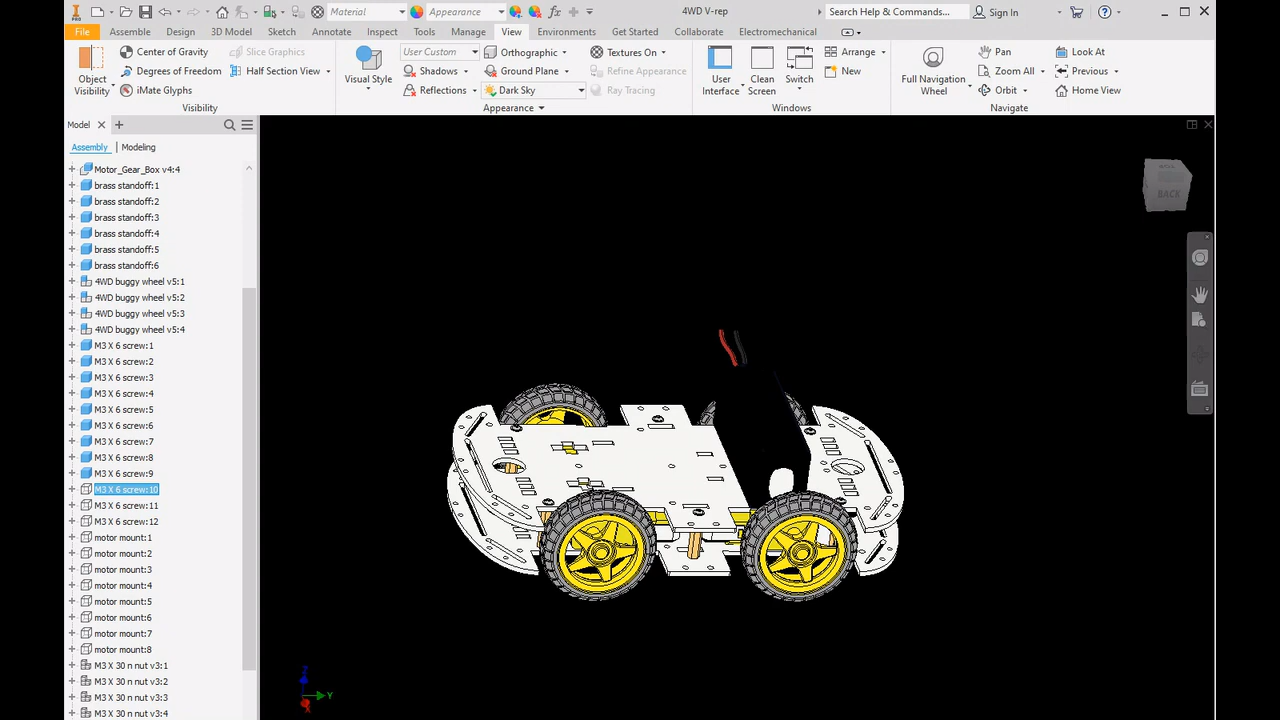 PRO
Material
Appearance
fx
4WD V-rep
Search Help & Commands...
Sign In
File
Assemble
Design
3D Model
Sketch
Annotate
Inspect
Tools
Manage
View
Environments
Get Started
Collaborate
Electromechanical
Object
Visibility
Center of Gravity
Degrees of Freedom
iMate Glyphs
Slice Graphics
Half Section View
Visibility
Visual Style
User Custom
Shadows
Reflections
Orthographic
Ground Plane
Dark Sky
Textures On
Refine Appearance
Ray Tracing
Appearance
User
Interface
Clean
Screen
Switch
Arrange
New
Windows
Full Navigation
Wheel
Pan
Zoom All
Orbit
Look At
Previous
Home View
Navigate
Model
Assembly
Modeling
Motor_Gear_Box v4:4
brass standoff:1
brass standoff:2
brass standoff:3
brass standoff:4
brass standoff:5
brass standoff:6
4WD buggy wheel v5:1
4WD buggy wheel v5:2
4WD buggy wheel v5:3
4WD buggy wheel v5:4
M3 X 6 screw:1
M3 X 6 screw:2
M3 X 6 screw:3
M3 X 6 screw:4
M3 X 6 screw:5
M3 X 6 screw:6
M3 X 6 screw:7
M3 X 6 screw:8
M3 X 6 screw:9
M3 X 6 screw:10
M3 X 6 screw:11
M3 X 6 screw:12
motor mount:1
motor mount:2
motor mount:3
motor mount:4
motor mount:5
motor mount:6
motor mount:7
motor mount:8
M3 X 30 n nut v3:1
M3 X 30 n nut v3:2
M3 X 30 n nut v3:3
M3 X 30 n nut v3:4
BACK
Z
Y
X